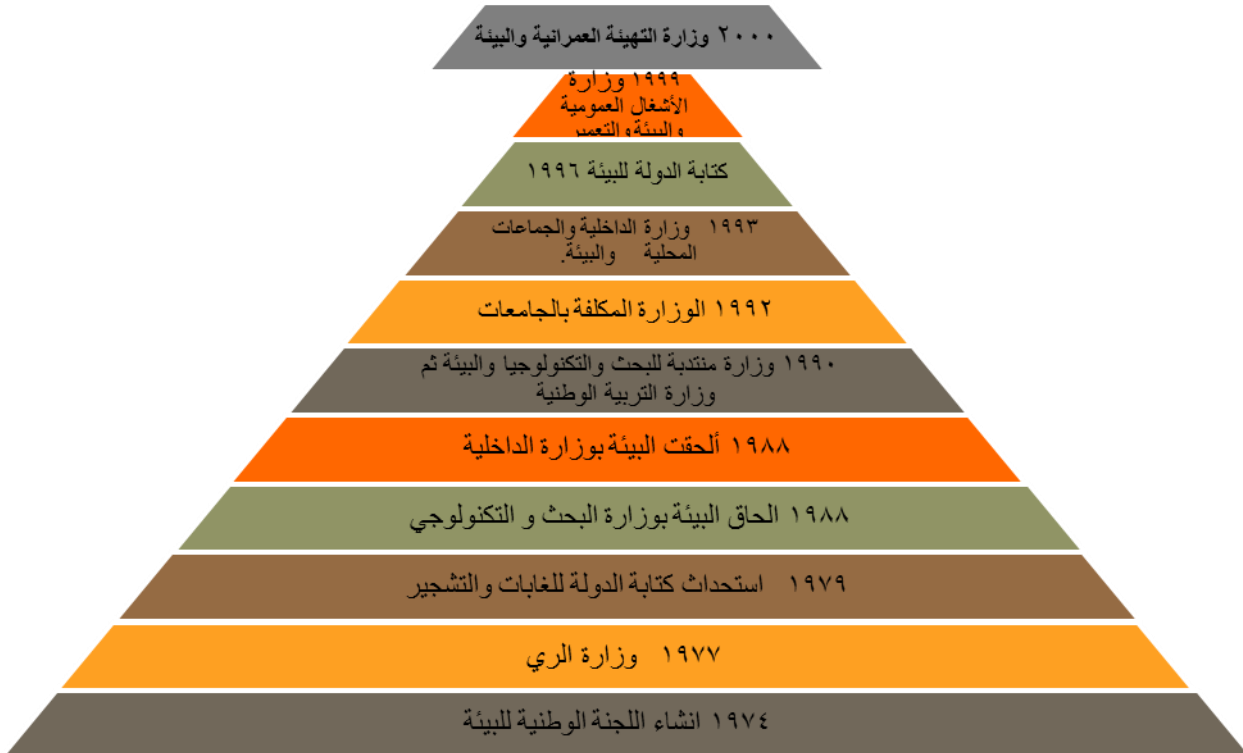 ٢٠٠٠ وزارة التهيئة العمرانية والبيئة
١٩٩٩ وزارة
الأشغال العمومية
والبيئة والتعمير
كتابة الدولة للبيئة ١٩٩٦
١٩٩٣ وزارة الداخلية والجماعات
المحلية والبيئة.
١٩٩٢ الوزارة المكلفة بالجامعات
١٩٩٠ وزارة منتدبة للبحث والتكنولوجيا والبيئة ثم
وزارة التربية الوطنية
١٩٨٨ ألحقت البيئة بوزارة الداخلية
١٩٨٨ الحاق البيئة بوزارة البحث و التكنولوجي
١٩٧٩ استحداث كتابة الدولة للغابات والتشجير
١٩٧٧ وزارة الري
١٩٧٤ انشاء اللجنة الوطنية للبيئة